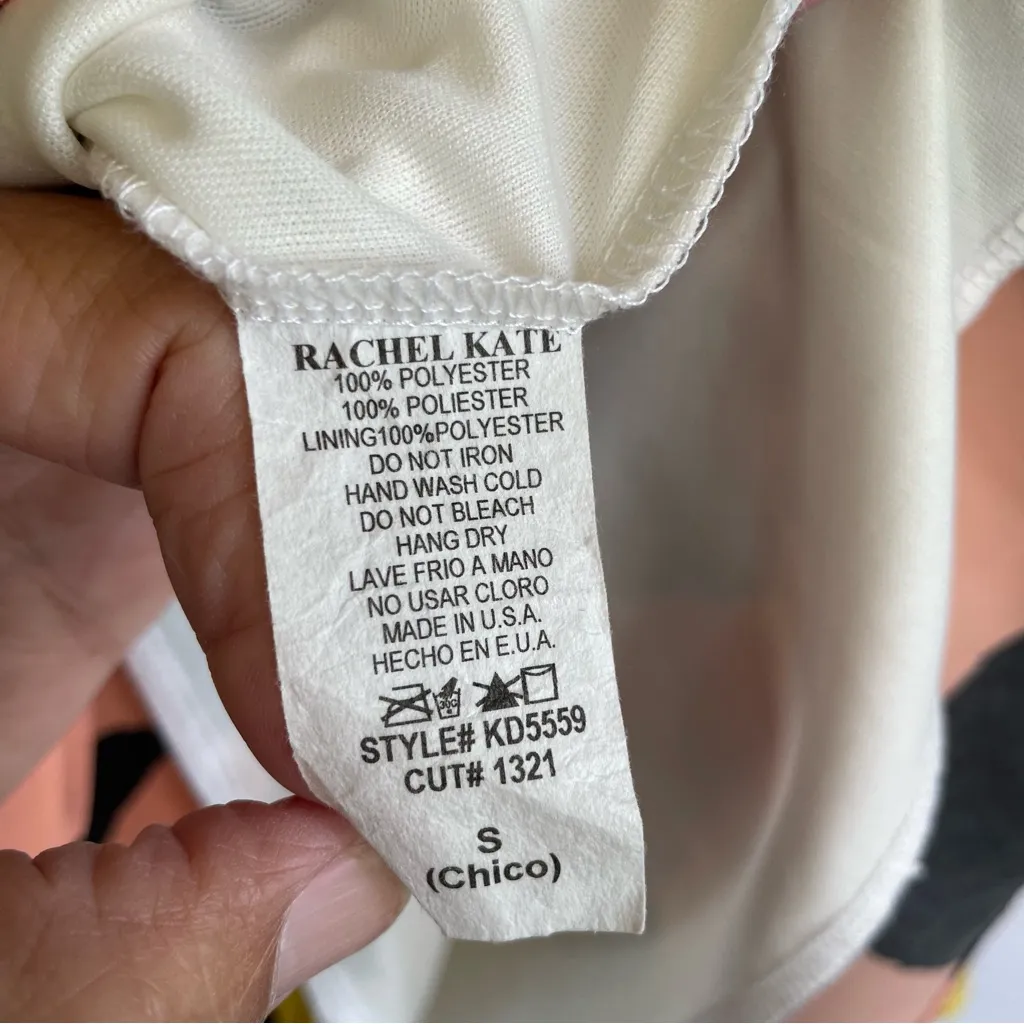 RACHEL KATE
100% POLYESTER
100% POLIESTER
LINING100%POLYESTER
DO NOT IRON
HAND WASH COLD
DO NOT BLEACH
HANG DRY
LAVE FRIO A MANO
NO USAR CLORO
MADE IN U.S.A.
HECHO EN E.U.A.
30C
STYLE# KD5559
CUT# 1321
S
(Chico)